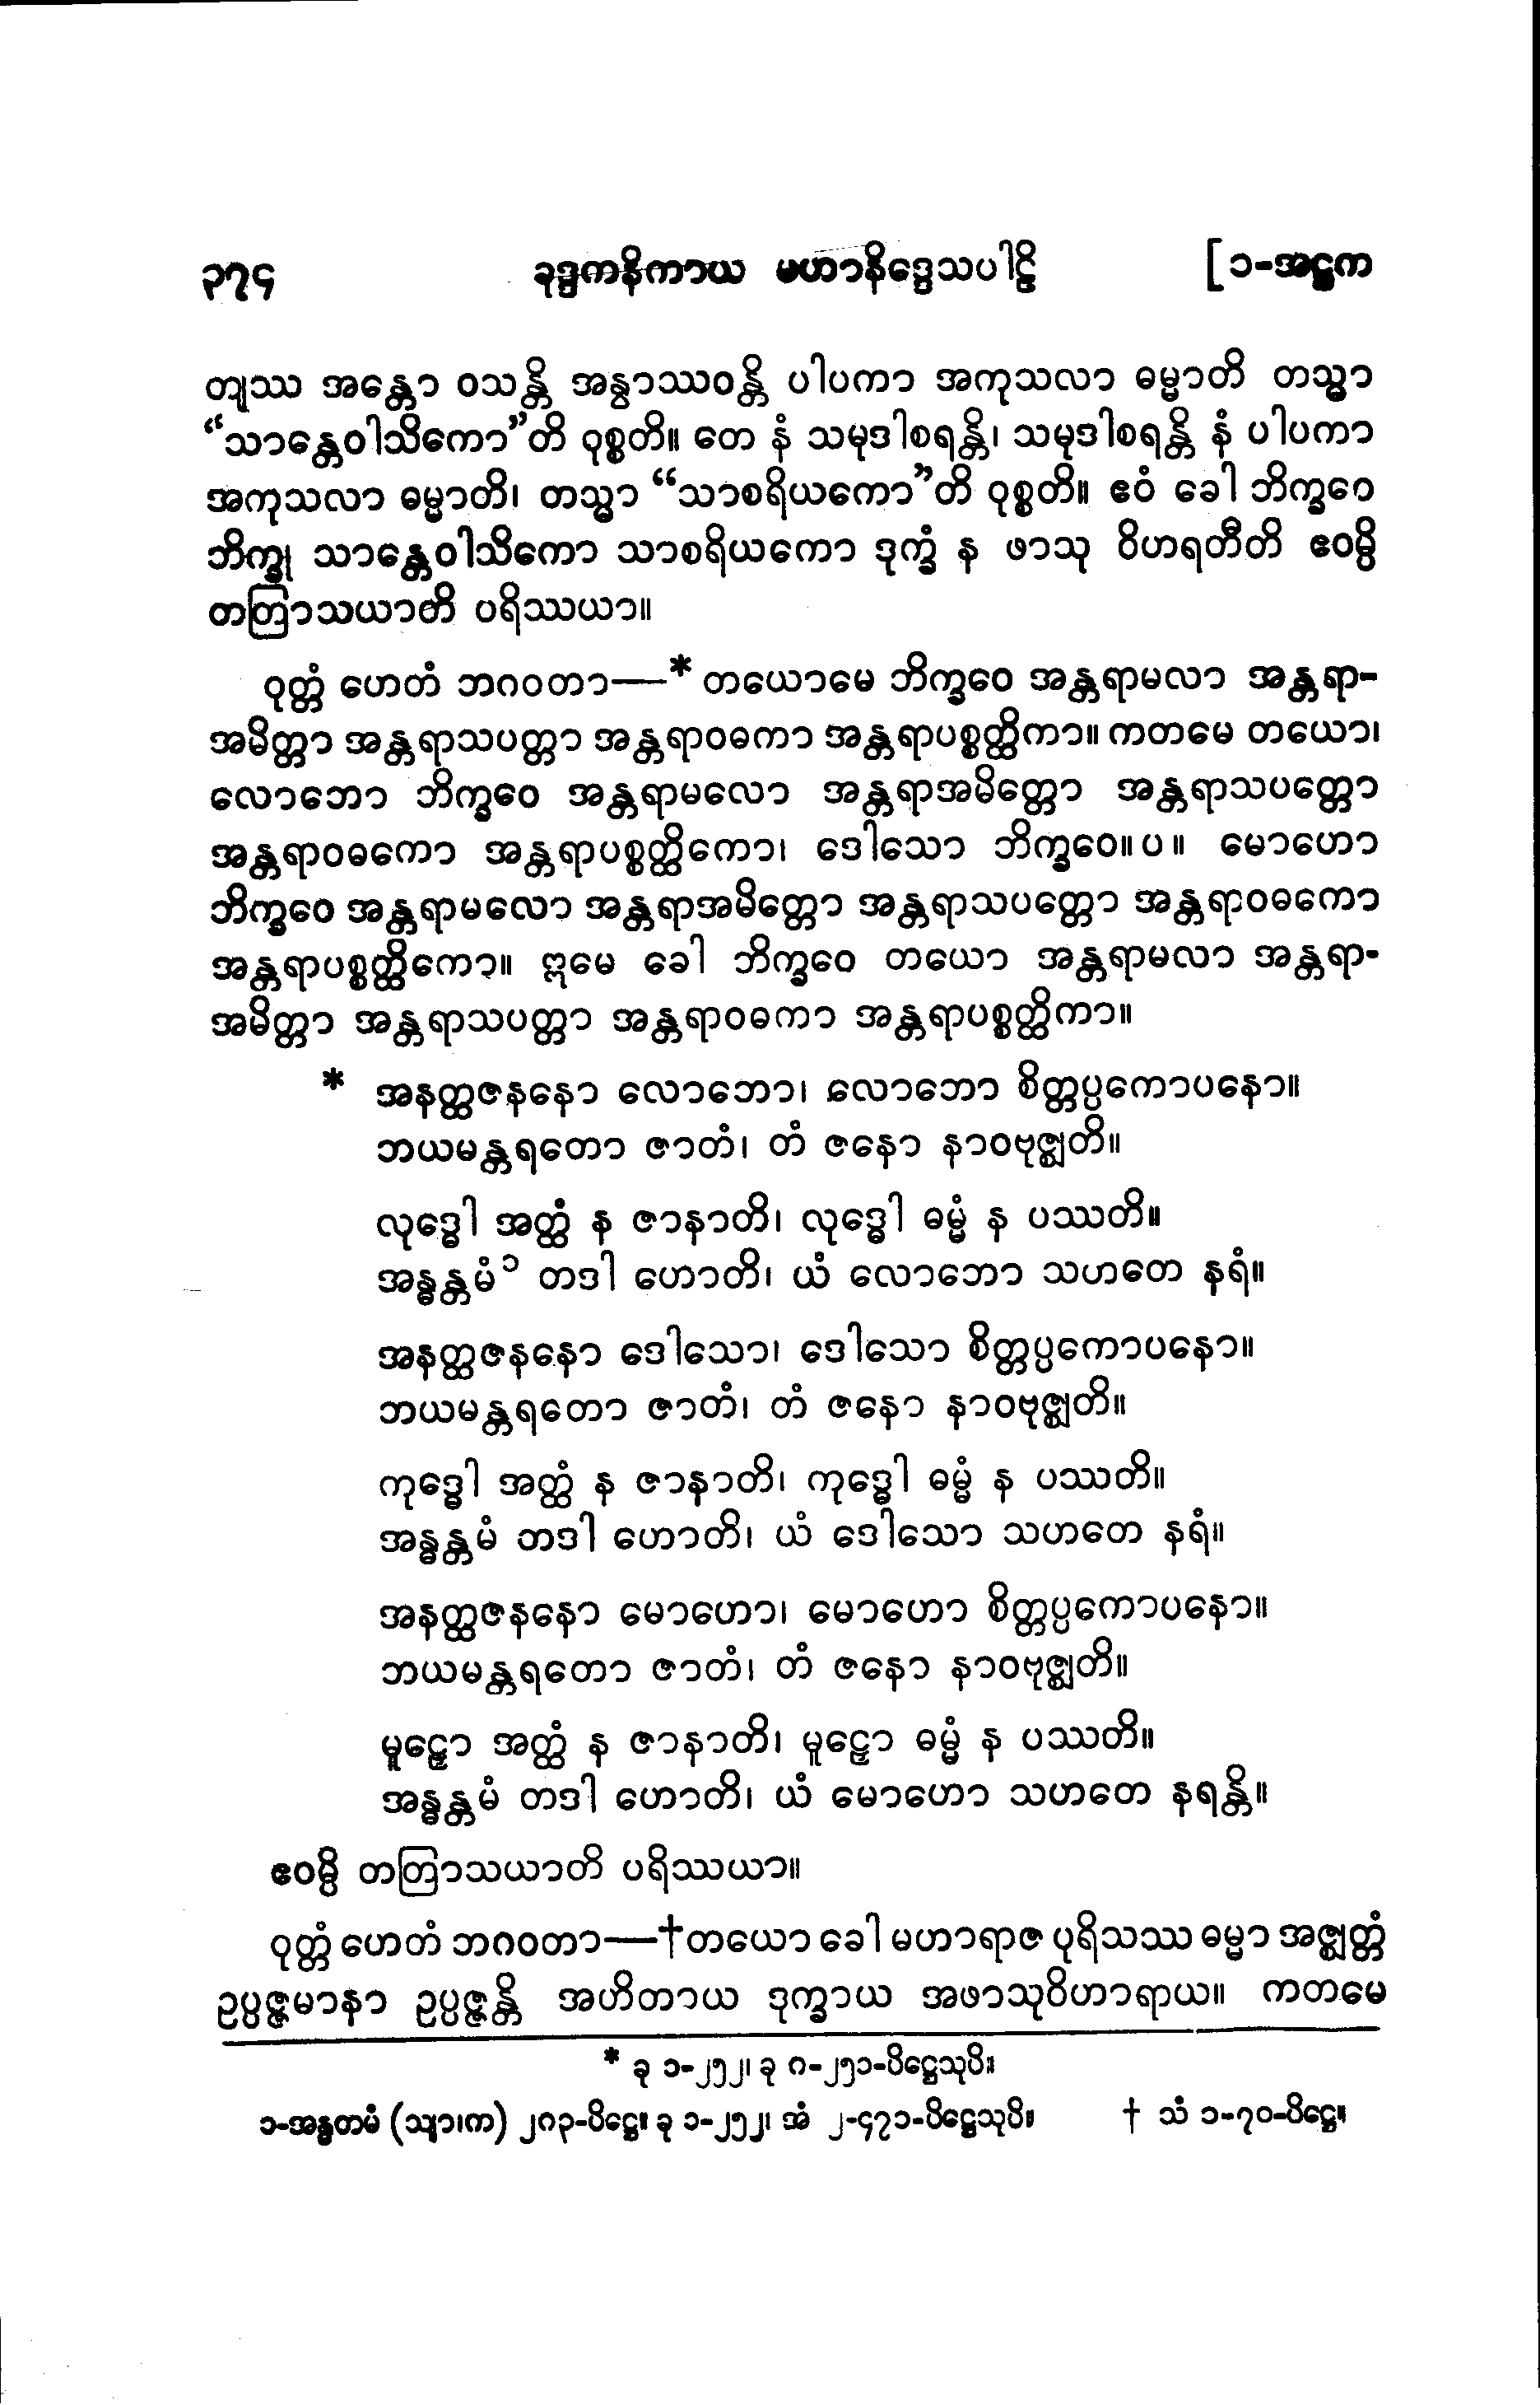 ၃၇၄ ခုဒ္ဒကနိကာယ မဟာနိဒ္ဒေသပါဠိ [၁-အဋ္ဌက
တျဿ အန္တော ဝသန္တိ အနွာဿဝန္တိ ပါပကာ အကုသလာ ဓမ္မာတိ တသ္မာ
“သာန္တေဝါသိကော”တိ ဝုစ္စတိ။ တေ နံ သမုဒါစရန္တိ၊ သမုဒါစရန္တိ နံ ပါပကာ
အကုသလာ ဓမ္မာတိ၊ တသ္မာ “သာစရိယကော”တိ ဝုစ္စတိ။ ဧဝံ ခေါ ဘိက္ခဝေ
ဘိက္ခု သာန္တေဝါသိကော သာစရိယကော ဒုက္ခံ န ဖာသု ဝိဟရတီတိ ဧဝမ္ပိ
တတြာသယာတိ ပရိဿယာ။
ဝုတ္တံ ဟေတံ ဘဂဝတာ—* တယောမေ ဘိက္ခဝေ အန္တရာမလာ အန္တရာ-
အမိတ္တာ အန္တရာသပတ္တာ အန္တရာဝဓကာ အန္တရာပစ္စတ္ထိကာ။ ကတမေ တယော၊
လောဘော ဘိက္ခဝေ အန္တရာမလော အန္တရာအမိတ္တော အန္တရာသပတ္တော
အန္တရာဝဓကော အန္တရာပစ္စတ္ထိကော၊ ဒေါသော ဘိက္ခဝေ။ပ။ မောဟော
ဘိက္ခဝေ အန္တရာမလော အန္တရာအမိတ္တော အန္တရာသပတ္တော အန္တရာဝဓကော
အန္တရာပစ္စတ္ထိကော။ ဣမေ ခေါ ဘိက္ခဝေ တယော အန္တရာမလာ အန္တရာ-
အမိတ္တာ အန္တရာသပတ္တာ အန္တရာဝဓကာ အန္တရာပစ္စတ္ထိကာ။
* အနတ္ထဇနနော လောဘော၊ လောဘော စိတ္တပ္ပကောပနော။
ဘယမန္တရတော ဇာတံ၊ တံ ဇနော နာဝဗုဇ္ဈတိ။
လုဒ္ဓေါ အတ္ထံ န ဇာနာတိ၊ လုဒ္ဓေါ ဓမ္မံ န ပဿတိ။
အန္ဓန္တမံ၁ တဒါ ဟောတိ၊ ယံ လောဘော သဟတေ နရံ။
အနတ္ထဇနနော ဒေါသော၊ ဒေါသော စိတ္တပ္ပကောပနော။
ဘယမန္တရတော ဇာတံ၊ တံ ဇနော နာဝဗုဇ္ဈတိ။
ကုဒ္ဓေါ အတ္ထံ န ဇာနာတိ၊ ကုဒ္ဓေါ ဓမ္မံ န ပဿတိ။
အန္ဓန္တမံ တဒါ ဟောတိ၊ ယံ ဒေါသော သဟတေ နရံ။
အနတ္ထဇနနော မောဟော၊ မောဟော စိတ္တပ္ပကောပနော။
ဘယမန္တရတော ဇာတံ၊ တံ ဇနော နာဝဗုဇ္ဈတိ။
မူဠှော အတ္ထံ န ဇာနာတိ၊ မူဠှော ဓမ္မံ န ပဿတိ။
အန္ဓန္တမံ တဒါ ဟောတိ၊ ယံ မောဟော သဟတေ နရန္တိ။
ဧဝမ္ပိ တတြာသယာတိ ပရိဿယာ။
ဝုတ္တံ ဟေတံ ဘဂဝတာ—†တယော ခေါ မဟာရာဇ ပုရိသဿ ဓမ္မာ အဇ္ဈတ္တံ
ဥပ္ပဇ္ဇမာနာ ဥပ္ပဇ္ဇန္တိ အဟိတာယ ဒုက္ခာယ အဖာသုဝိဟာရာယ။ ကတမေ
* ခု ၁-၂၅၂၊ ခု ဂ-၂၅၁-ပိဋ္ဌေသုပိ။
၁-အန္ဓတမံ (သျာ၊က) ၂၈၃-ပိဋ္ဌေ။ ခု ၁-၂၅၂၊ အံ ၂-၄၇၁-ပိဋ္ဌေသုပိ။ † သံ ၁-၇၀-ပိဋ္ဌေ။